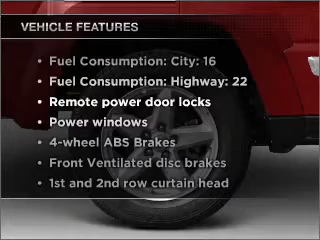 VEHICLE FEATURES
• Fuel Consumption: City: 16
• Fuel Consumption: Highway: 22
• Remote power door locks
• Power windows
• 4-wheel ABS Brakes
• Front Ventilated disc brakes
• 1st and 2nd row curtain head